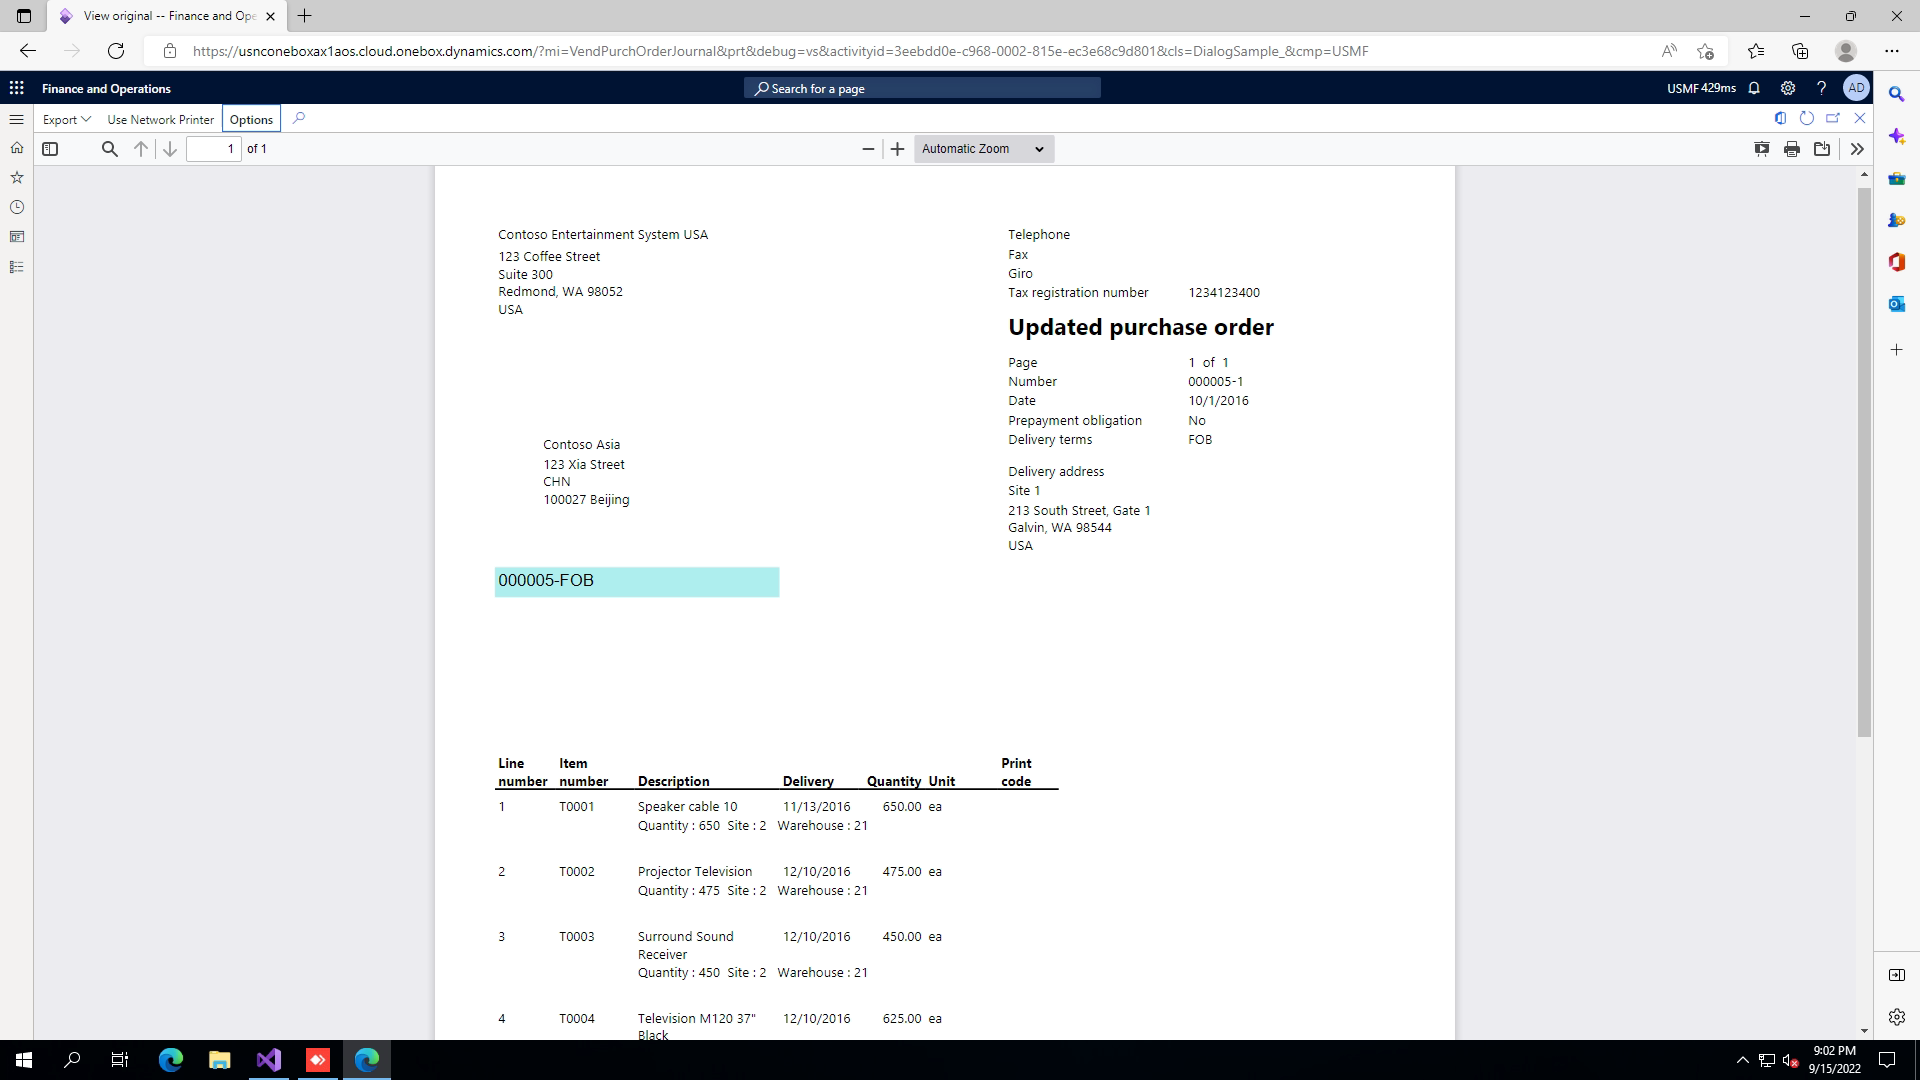 View original -- Finance and Ope
https://usnconeboxax1aos.cloud.onebox.dynamics.com/?mi=VendPurchOrderJournal&prt&debug=vs&activityid=3eebdd0e-c968-0002-815e-ec3e68c9d801&cls=DialogSample_&cmp=USMF
Finance and Operations
Search for a page
USMF 429ms
AD
Export
Use Network Printer
Options
1 of 1
Automatic Zoom
Contoso Entertainment System USA
123 Coffee Street
Suite 300
Redmond, WA 98052
USA
Telephone
Fax
Giro
Tax registration number 1234123400
Updated purchase order
Page 1 of 1
Number 000005-1
Date 10/1/2016
Prepayment obligation No
Delivery terms FOB
Contoso Asia
123 Xia Street
CHN
100027 Beijing
Delivery address
Site 1
213 South Street, Gate 1
Galvin, WA 98544
USA
000005-FOB
Line number Item number Description Delivery Quantity Unit Print code
1 T0001 Speaker cable 10 11/13/2016 650.00 ea
Quantity : 650 Site : 2 Warehouse : 21
2 T0002 Projector Television 12/10/2016 475.00 ea
Quantity : 475 Site : 2 Warehouse : 21
3 T0003 Surround Sound Receiver 12/10/2016 450.00 ea
Quantity : 450 Site : 2 Warehouse : 21
4 T0004 Television M120 37" Black 12/10/2016 625.00 ea
9:02 PM
9/15/2022